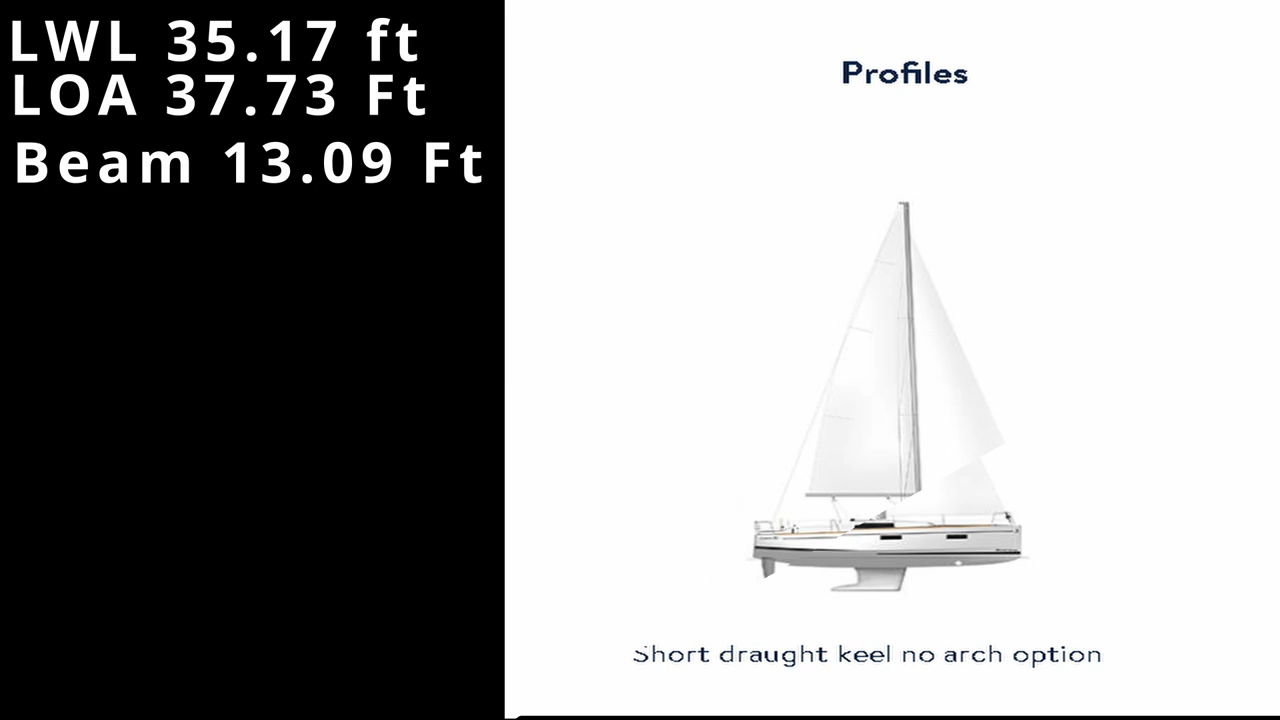 LWL 35.17 ft
LOA 37.73 Ft
Beam 13.09 Ft
Profiles
Short draught keel no arch option